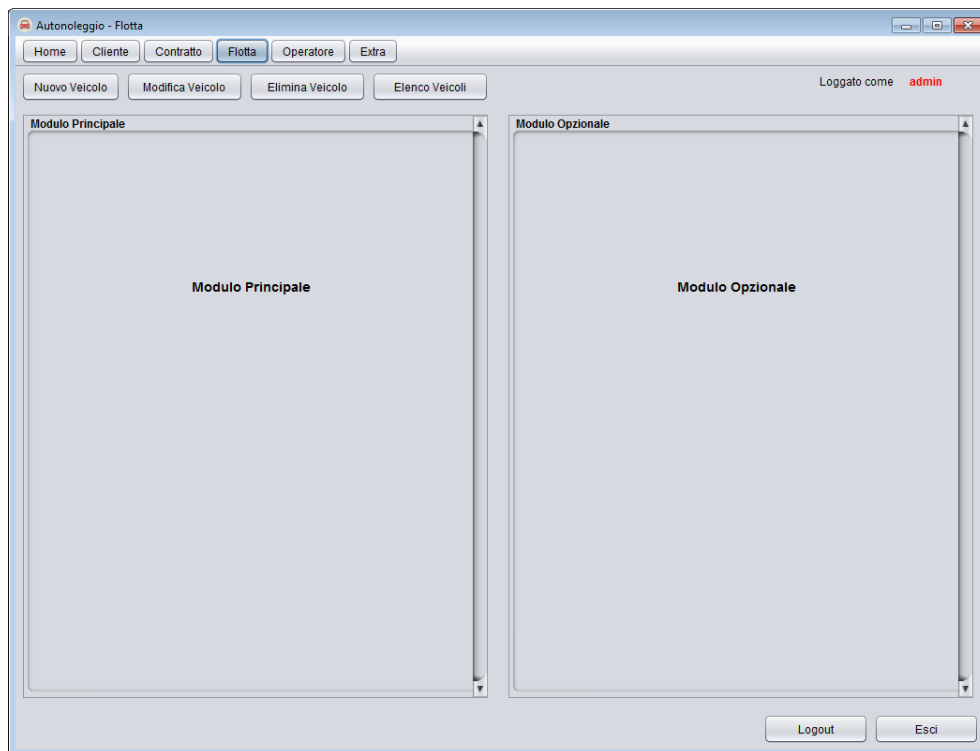 Autonoleggio - Flotta
Home Cliente Contratto Flotta Operatore Extra
Nuovo Veicolo Modifica Veicolo Elimina Veicolo Elenco Veicoli Loggato come admin
Modulo Principale Modulo Opzionale
Modulo Principale Modulo Opzionale
Logout Esci